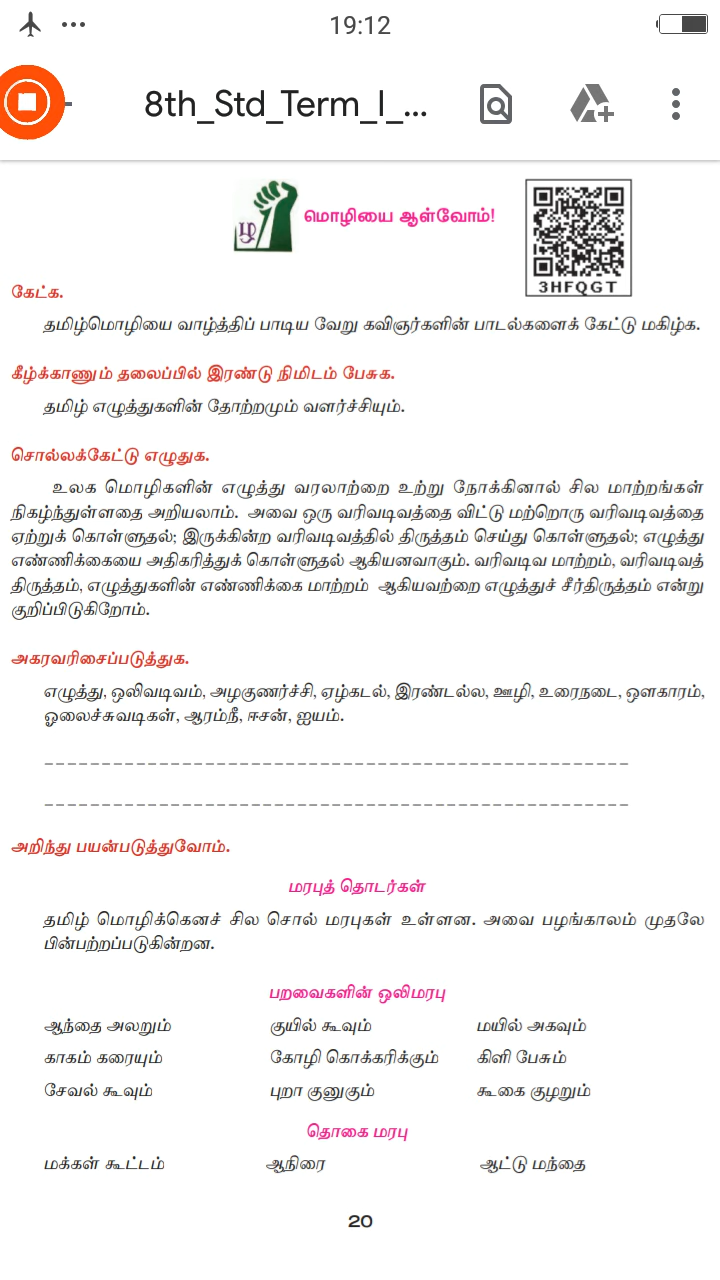 19:12
8th_Std_Term_I_...
ழ
மொழியை ஆள்வோம்!
3HFQGT
கேட்க.
தமிழ்மொழியை வாழ்த்திப் பாடிய வேறு கவிஞர்களின் பாடல்களைக் கேட்டு மகிழ்க.
கீழ்க்காணும் தலைப்பில் இரண்டு நிமிடம் பேசுக.
தமிழ் எழுத்துகளின் தோற்றமும் வளர்ச்சியும்.
சொல்லக்கேட்டு எழுதுக.
உலக மொழிகளின் எழுத்து வரலாற்றை உற்று நோக்கினால் சில மாற்றங்கள்
நிகழ்ந்துள்ளதை அறியலாம். அவை ஒரு வரிவடிவத்தை விட்டு மற்றொரு வரிவடிவத்தை
ஏற்றுக் கொள்ளுதல்; இருக்கின்ற வரிவடிவத்தில் திருத்தம் செய்து கொள்ளுதல்; எழுத்து
எண்ணிக்கையை அதிகரித்துக் கொள்ளுதல் ஆகியனவாகும். வரிவடிவ மாற்றம், வரிவடிவத்
திருத்தம், எழுத்துகளின் எண்ணிக்கை மாற்றம் ஆகியவற்றை எழுத்துச் சீர்திருத்தம் என்று
குறிப்பிடுகிறோம்.
அகரவரிசைப்படுத்துக.
எழுத்து, ஒலிவடிவம், அழகுணர்ச்சி, ஏழ்கடல், இரண்டல்ல, ஊழி, உரைநடை, ஔகாரம்,
ஓலைச்சுவடிகள், ஆரம்நீ, ஈசன், ஐயம்.
அறிந்து பயன்படுத்துவோம்.
மரபுத் தொடர்கள்
தமிழ் மொழிக்கெனச் சில சொல் மரபுகள் உள்ளன. அவை பழங்காலம் முதலே
பின்பற்றப்படுகின்றன.
பறவைகளின் ஒலிமரபு
ஆந்தை அலறும் குயில் கூவும் மயில் அகவும்
காகம் கரையும் கோழி கொக்கரிக்கும் கிளி பேசும்
சேவல் கூவும் புறா குனுகும் கூகை குழறும்
தொகை மரபு
மக்கள் கூட்டம் ஆநிரை ஆட்டு மந்தை
20